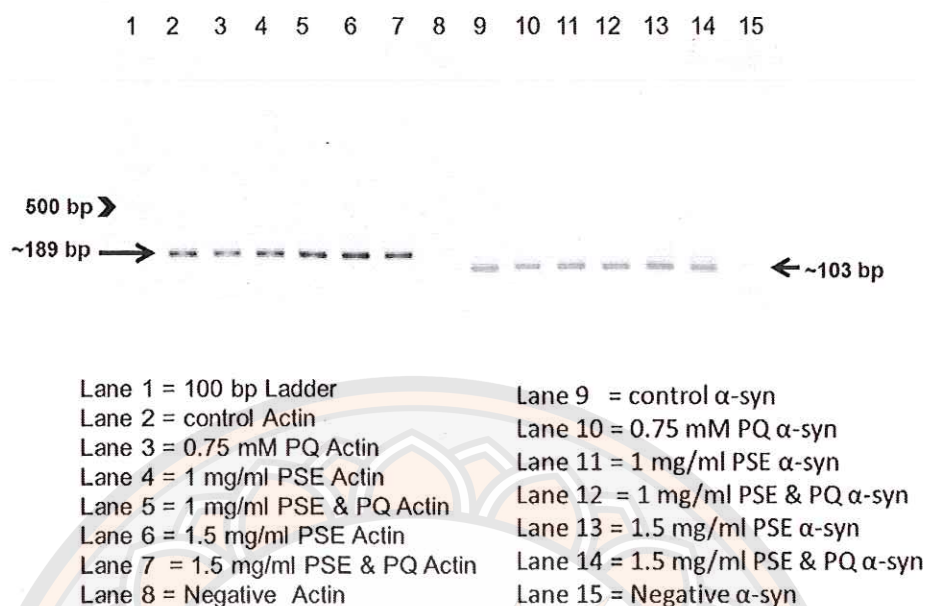 1 2 3 4 5 6 7 8 9 10 11 12 13 14 15
500 bp
~189 bp
~103 bp
Lane 1 = 100 bp Ladder
Lane 2 = control Actin
Lane 3 = 0.75 mM PQ Actin
Lane 4 = 1 mg/ml PSE Actin
Lane 5 = 1 mg/ml PSE & PQ Actin
Lane 6 = 1.5 mg/ml PSE Actin
Lane 7 = 1.5 mg/ml PSE & PQ Actin
Lane 8 = Negative Actin
Lane 9 = control α-syn
Lane 10 = 0.75 mM PQ α-syn
Lane 11 = 1 mg/ml PSE α-syn
Lane 12 = 1 mg/ml PSE & PQ α-syn
Lane 13 = 1.5 mg/ml PSE α-syn
Lane 14 = 1.5 mg/ml PSE & PQ α-syn
Lane 15 = Negative α-syn